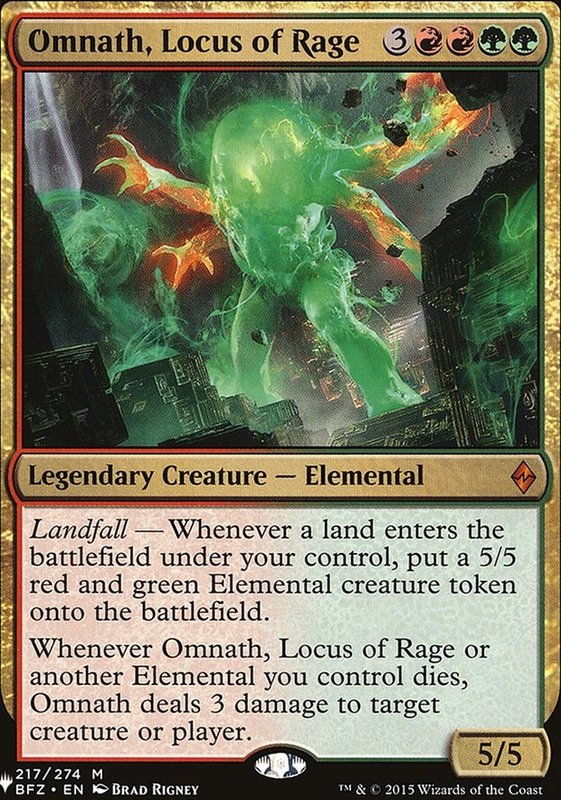 Omnath, Locus of Rage 3
Legendary Creature — Elemental
Landfall — Whenever a land enters the
battlefield under your control, put a 5/5
red and green Elemental creature token
onto the battlefield.
Whenever Omnath, Locus of Rage or
another Elemental you control dies,
Omnath deals 3 damage to target
creature or player.
5/5
217/274 M
BFZ • EN Brad Rigney
™ & © 2015 Wizards of the Coast